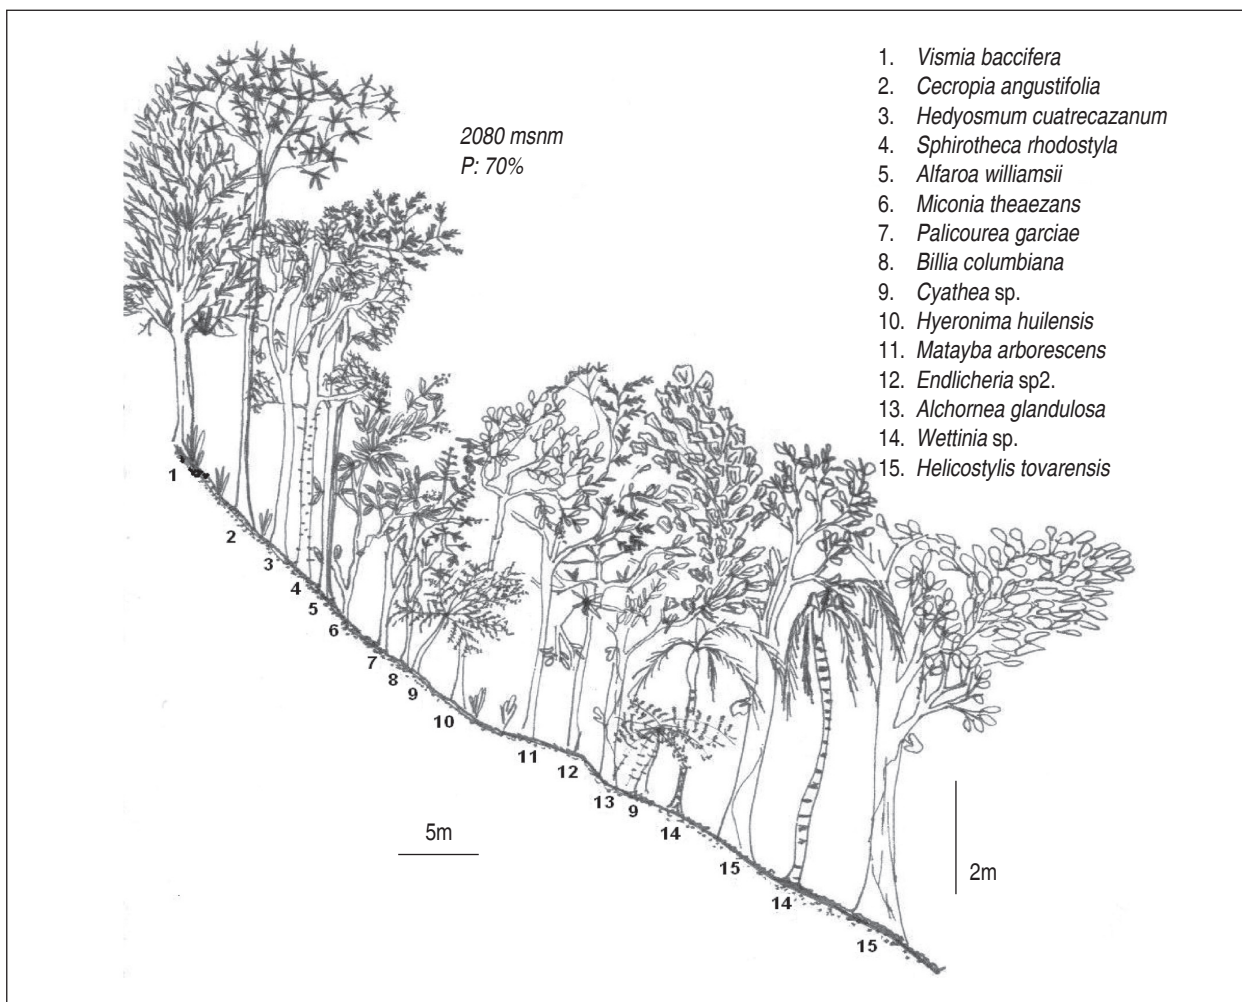 2080 msnm
P: 70%
1. Vismia baccifera
2. Cecropia angustifolia
3. Hedyosmum cuatrecazanum
4. Sphirotheca rhodostyla
5. Alfaroa williamsii
6. Miconia theaezans
7. Palicourea garciae
8. Billia columbiana
9. Cyathea sp.
10. Hyeronima huilensis
11. Matayba arborescens
12. Endlicheria sp2.
13. Alchornea glandulosa
14. Wettinia sp.
15. Helicostylis tovarensis
1
2
3
4
5
6
7
8
9
10
11
12
13
9
14
15
14
15
5m
2m